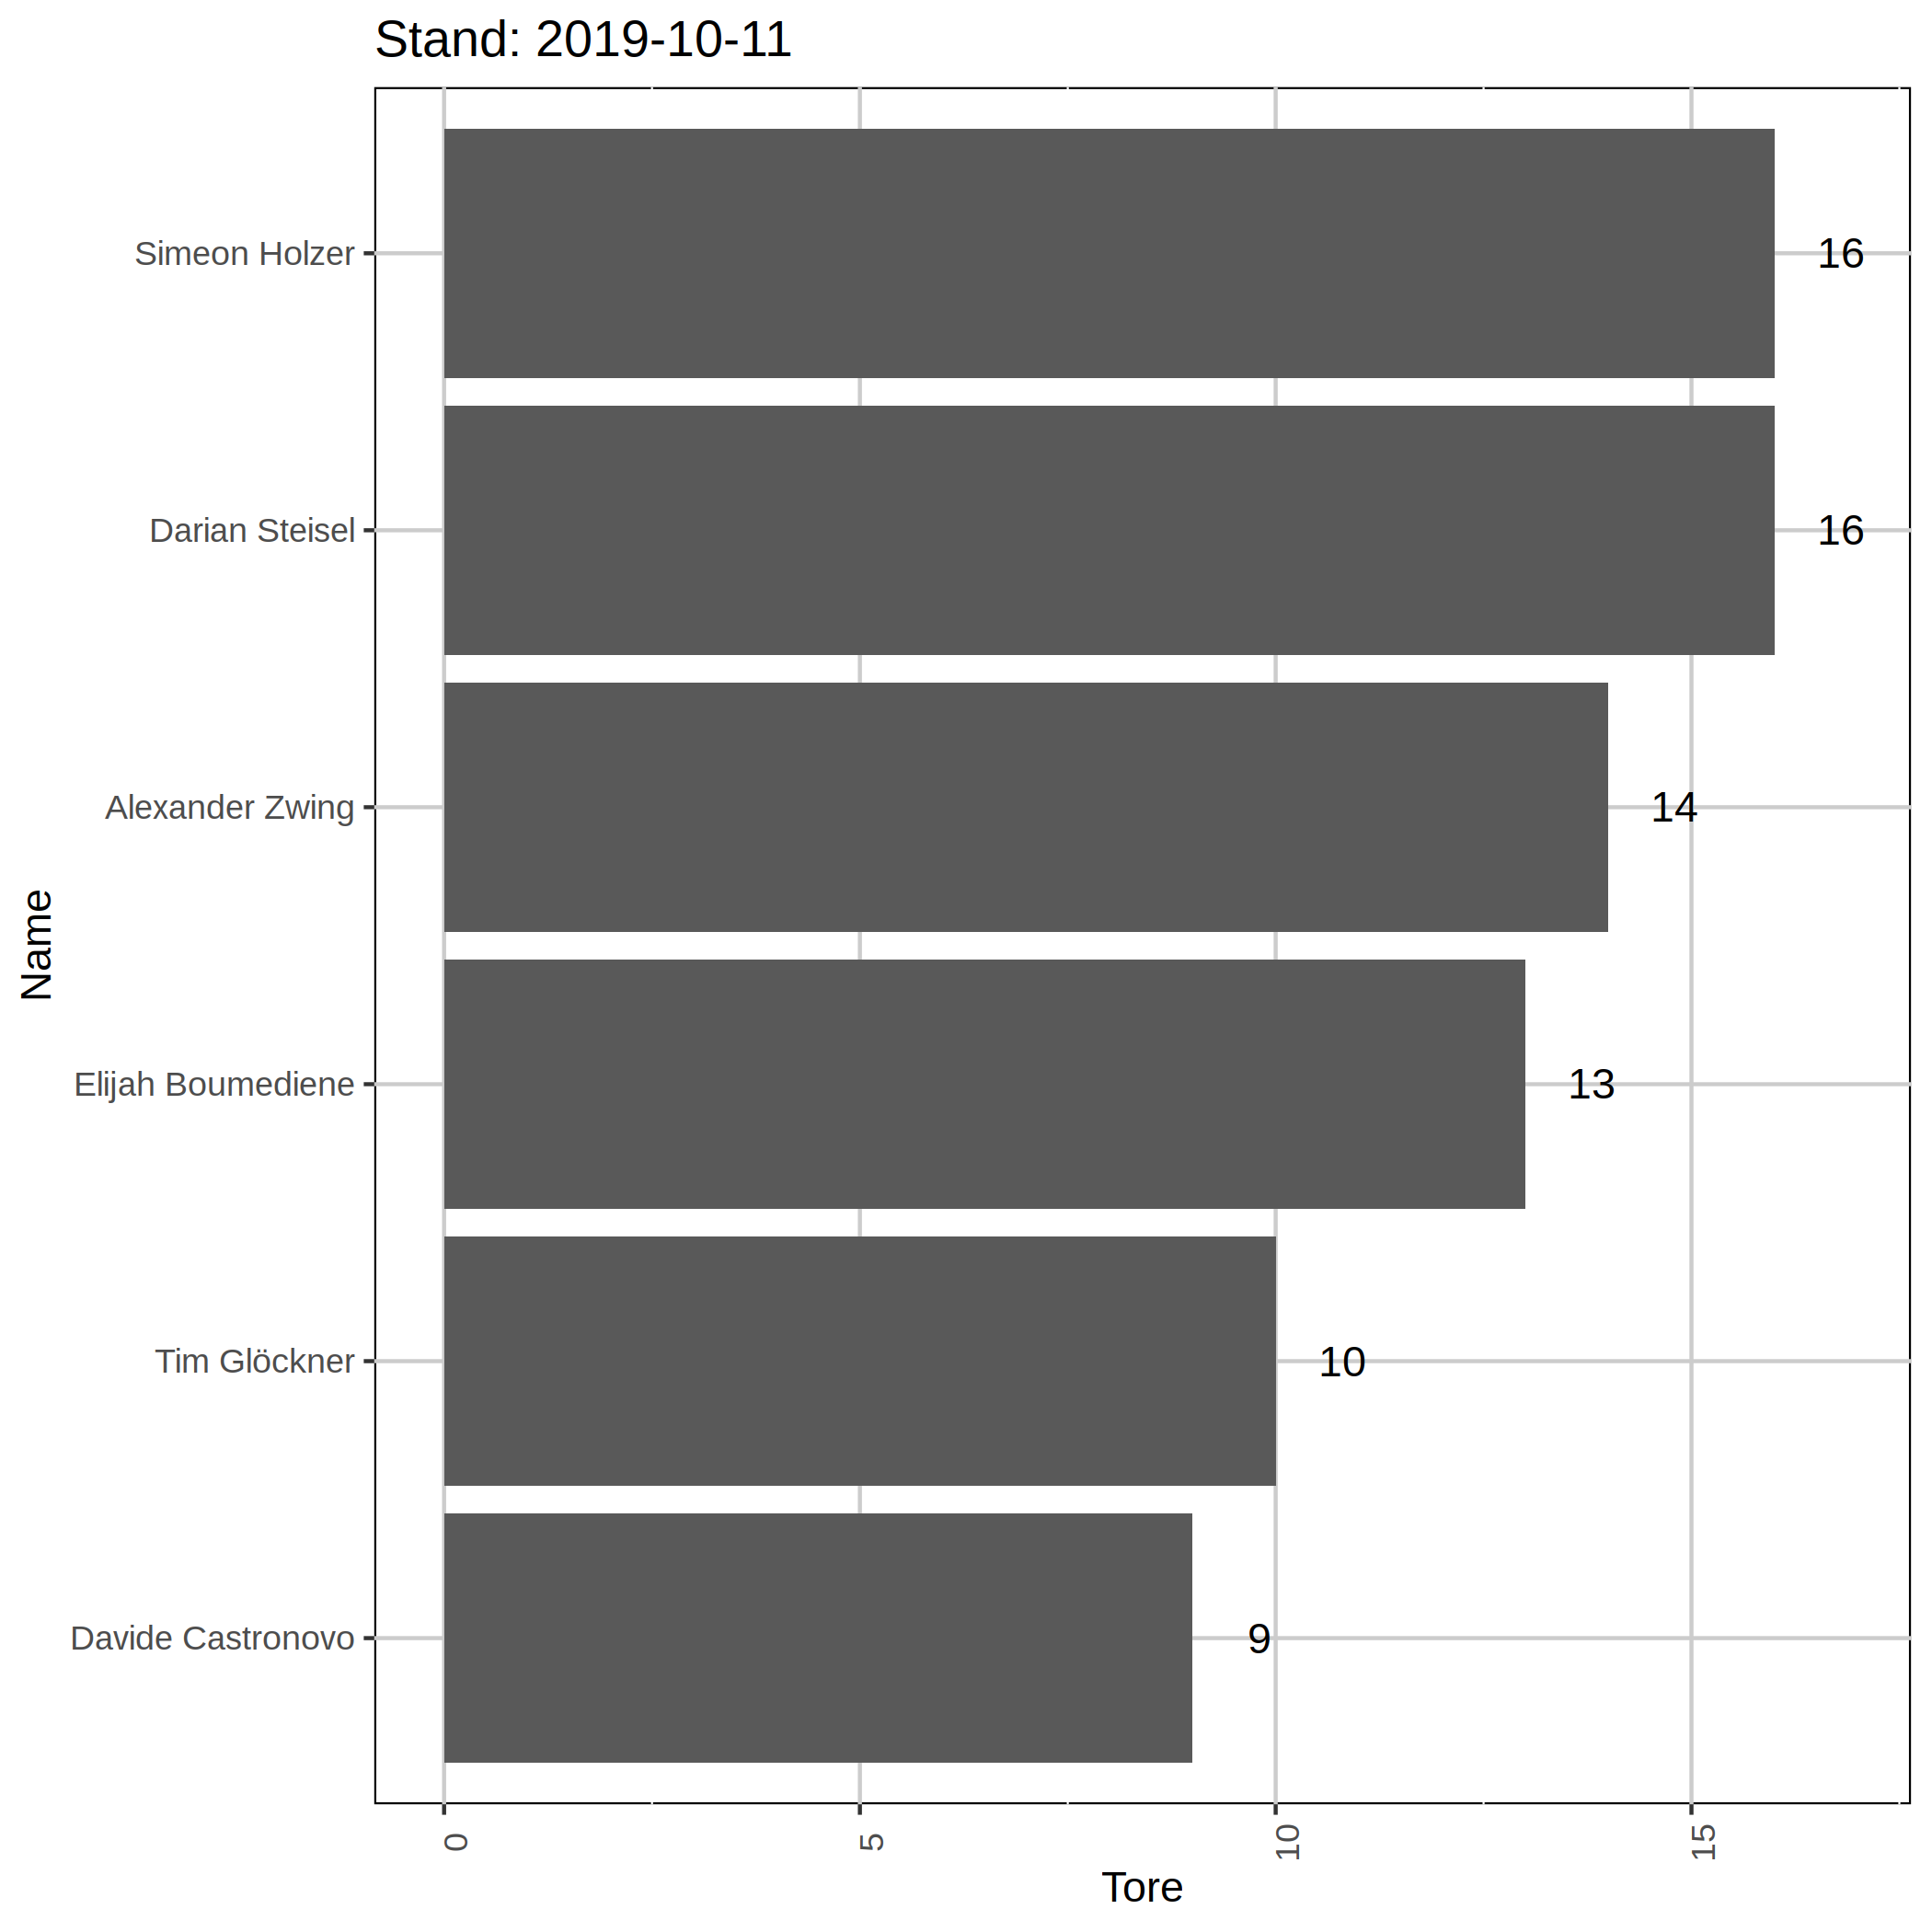 Stand: 2019-10-11
Simeon Holzer 16
Darian Steisel 16
Alexander Zwing 14
Name
Elijah Boumediene 13
Tim Glöckner 10
Davide Castronovo 9
0 5 10 15
Tore